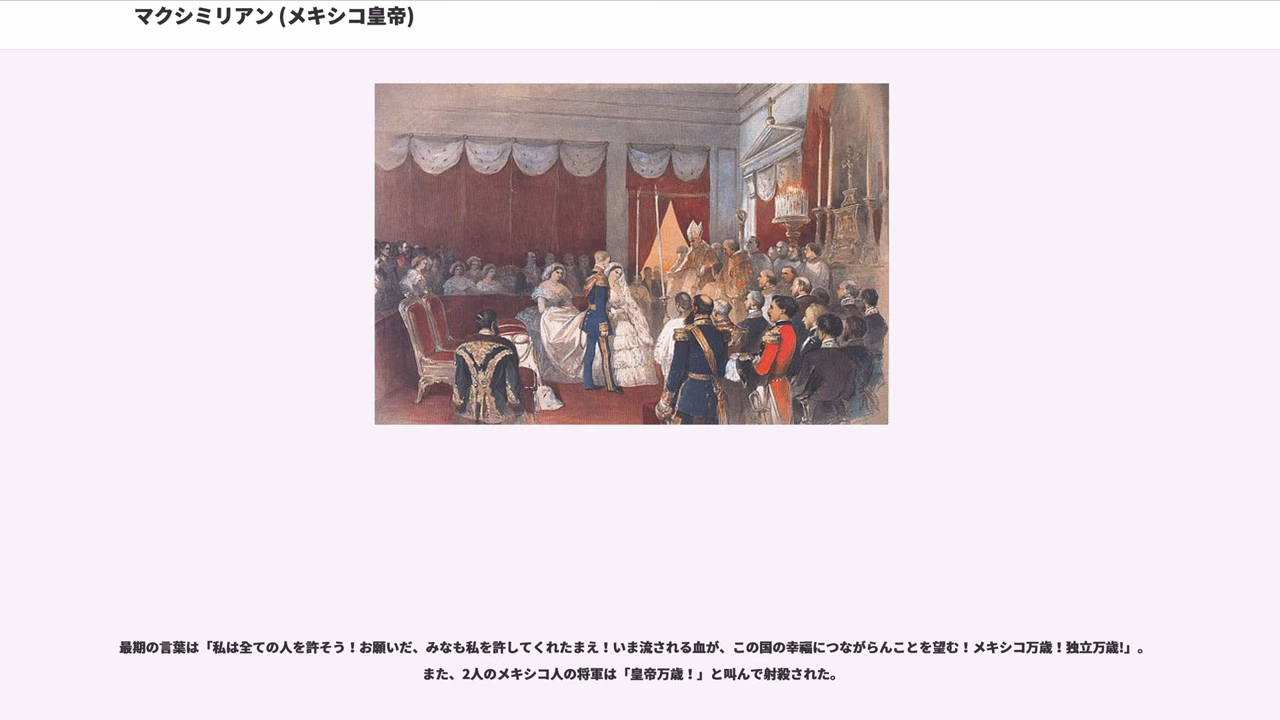 マクシミリアン (メキシコ皇帝)
最期の言葉は「私は全ての人を許そう！お願いだ、みなも私を許してくれたまえ！いま流される血が、この国の幸福につながらんことを望む！メキシコ万歳！独立万歳!」。
また、2人のメキシコ人の将軍は「皇帝万歳！」と叫んで射殺された。